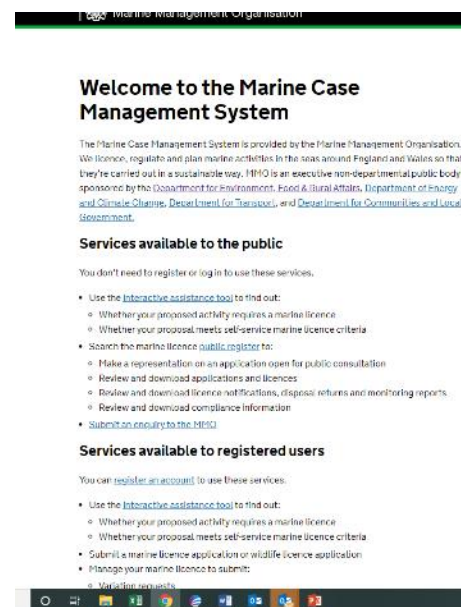 Marine Management Organisation
Welcome to the Marine Case
Management System
The Marine Case Management System is provided by the Marine Management Organisation.
We licence, regulate and plan marine activities in the seas around England and Wales so that
they're carried out in a sustainable way. MMO is an executive non-departmental public body
sponsored by the Department for Environment, Food & Rural Affairs, Department of Energy
and Climate Change, Department for Transport, and Department for Communities and Local
Government.
Services available to the public
You don't need to register or log in to use these services.
• Use the interactive assistance tool to find out:
◦ Whether your proposed activity requires a marine licence
◦ Whether your proposal meets self-service marine licence criteria
• Search the marine licence public register to:
◦ Make a representation on an application open for public consultation
◦ Review and download applications and licences
◦ Review and download licence notifications, disposal returns and monitoring reports
◦ Review and download compliance information
• Submit an enquiry to the MMO
Services available to registered users
You can register an account to use these services.
• Use the interactive assistance tool to find out:
◦ Whether your proposed activity requires a marine licence
◦ Whether your proposal meets self-service marine licence criteria
• Submit a marine licence application or wildlife licence application
• Manage your marine licence to submit:
◦ Variation requests